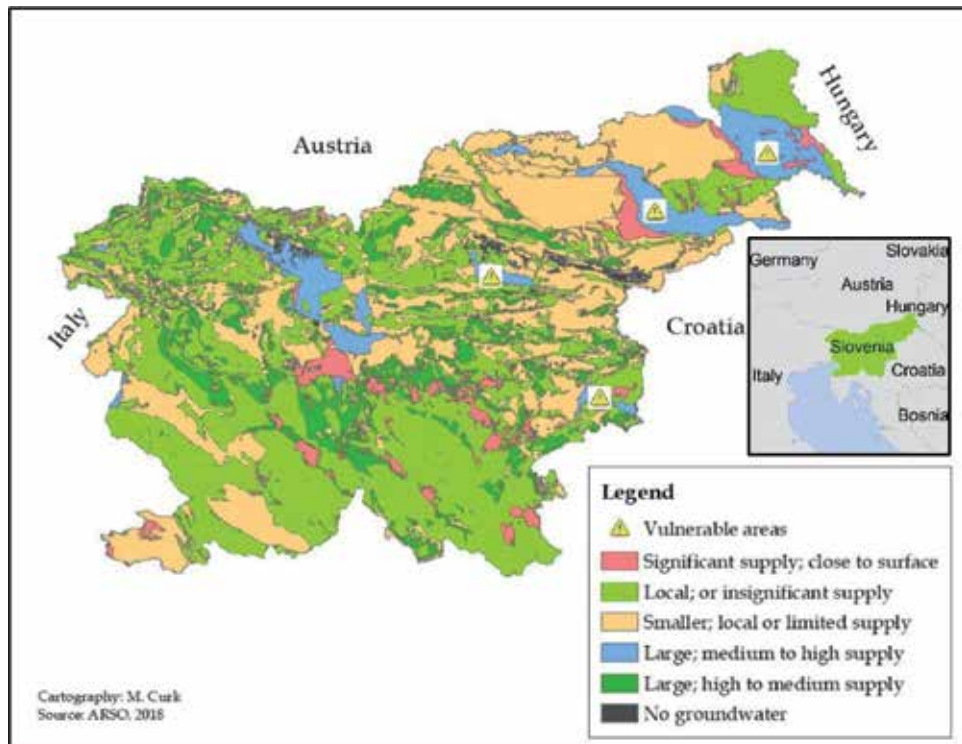 Austria
Hungary
Italy
Croatia
Germany
Slovakia
Austria
Hungary
Slovenia
Italy
Croatia
Bosnia
Legend
Vulnerable areas
Significant supply; close to surface
Local; or insignificant supply
Smaller; local or limited supply
Large; medium to high supply
Large; high to medium supply
No groundwater
Cartography: M. Curk
Source: ARSO, 2018